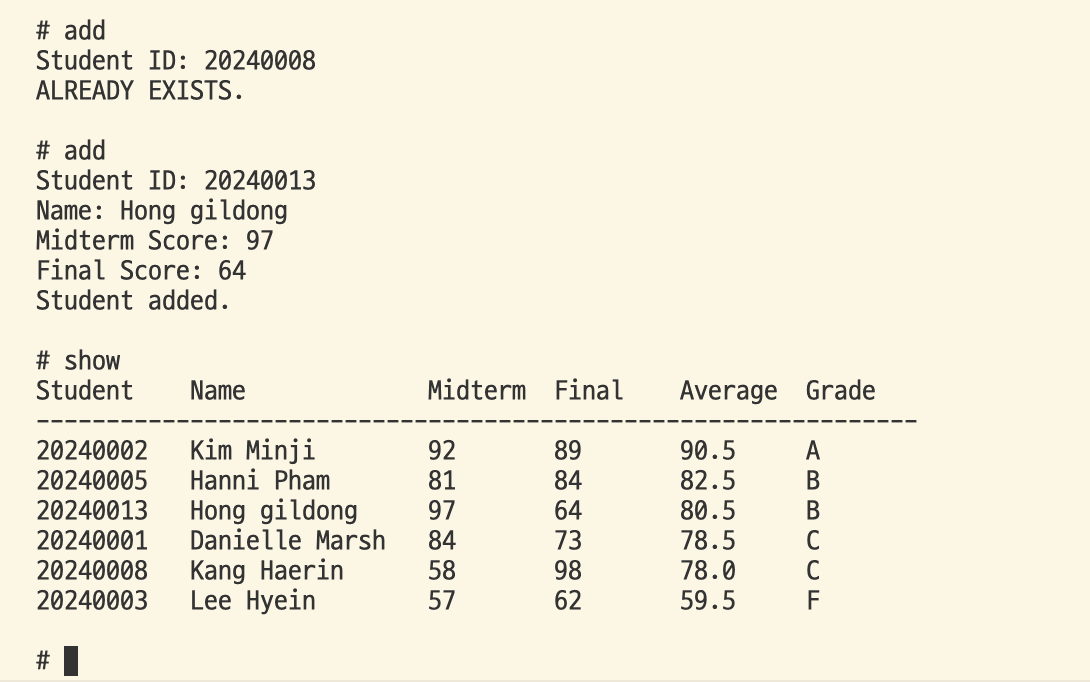 # add
Student ID: 20240008
ALREADY EXISTS.

# add
Student ID: 20240013
Name: Hong gildong
Midterm Score: 97
Final Score: 64
Student added.

# show
Student    Name             Midterm  Final    Average  Grade
---------------------------------------------------------------
20240002   Kim Minji        92       89       90.5     A
20240005   Hanni Pham       81       84       82.5     B
20240013   Hong gildong     97       64       80.5     B
20240001   Danielle Marsh   84       73       78.5     C
20240008   Kang Haerin      58       98       78.0     C
20240003   Lee Hyein        57       62       59.5     F

#